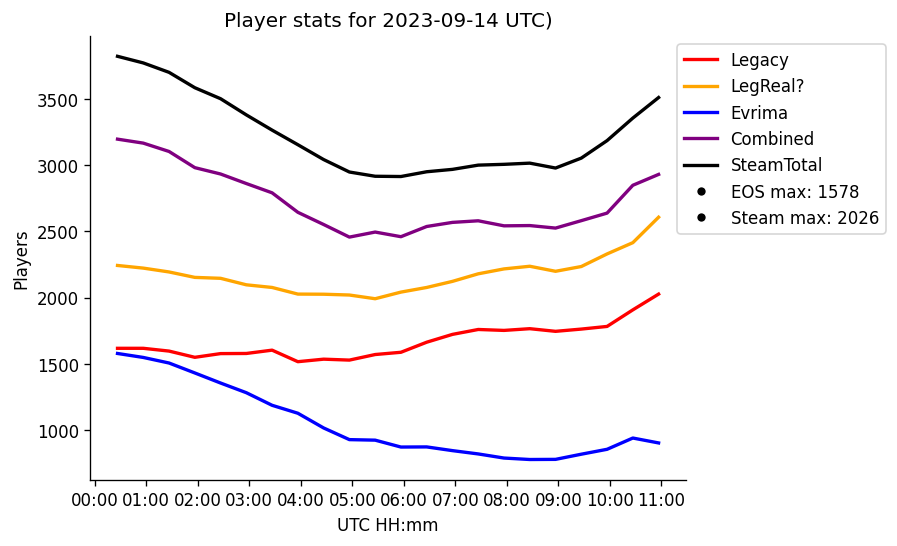 Player stats for 2023-09-14 UTC)
Legacy
LegReal?
Evrima
Combined
SteamTotal
EOS max: 1578
Steam max: 2026
Players
3500
3000
2500
2000
1500
1000
00:00 01:00 02:00 03:00 04:00 05:00 06:00 07:00 08:00 09:00 10:00 11:00
UTC HH:mm